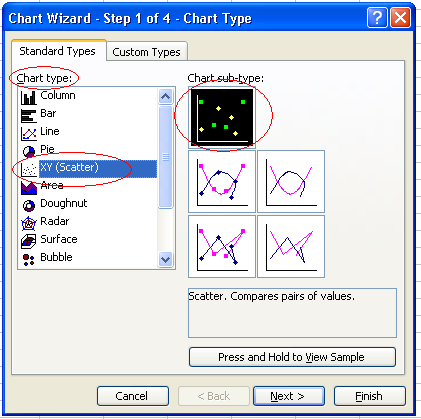 Chart Wizard - Step 1 of 4 - Chart Type
Standard Types
Custom Types
Chart type:
Column
Bar
Line
Pie
XY (Scatter)
Area
Doughnut
Radar
Surface
Bubble
Chart sub-type:
Scatter. Compares pairs of values.
Press and Hold to View Sample
Cancel
< Back
Next >
Finish